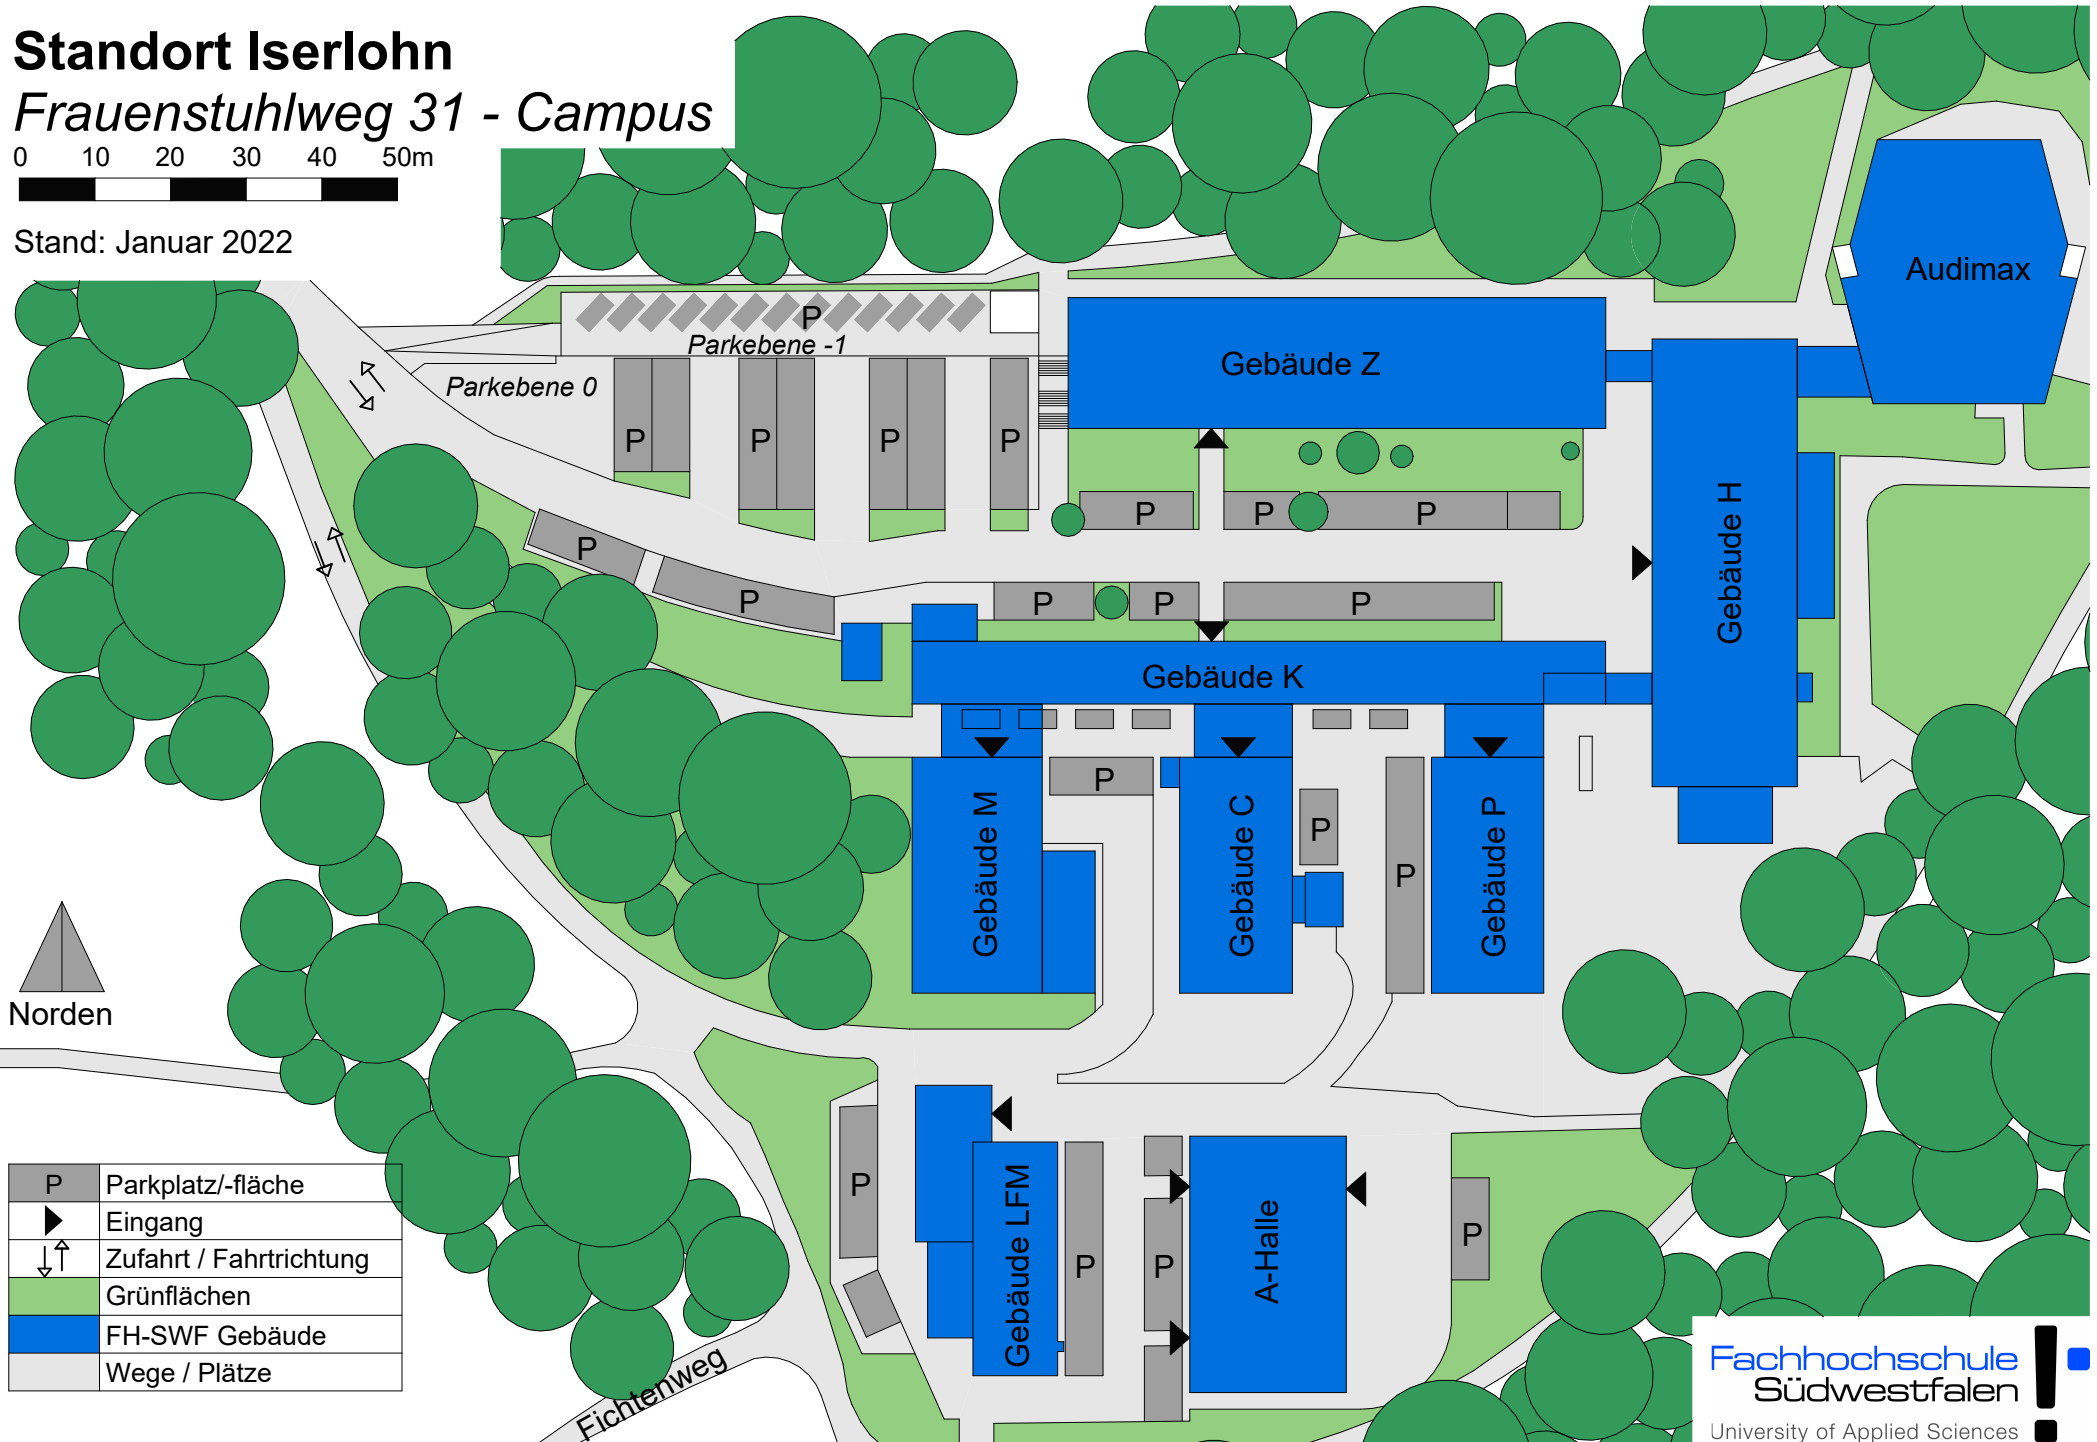 Standort Iserlohn
Frauenstuhlweg 31 - Campus
0 10 20 30 40 50m
Stand: Januar 2022
Audimax
P
Parkebene -1
Gebäude Z
Parkebene 0
P P P P
P P P
Gebäude H
P
P
P P P
Gebäude K
P
Gebäude M
Gebäude C
P
P
Gebäude P
Norden
P
Gebäude LFM
P
P
A-Halle
P
P Parkplatz/-fläche
Eingang
Zufahrt / Fahrtrichtung
Grünflächen
FH-SWF Gebäude
Wege / Plätze
Fichtenweg
Fachhochschule
Südwestfalen
University of Applied Sciences